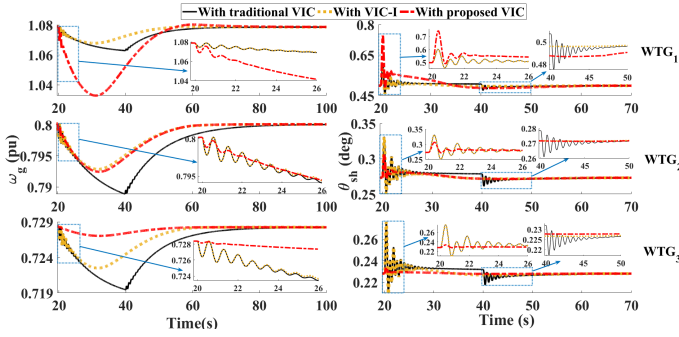 With traditional VIC With VIC-I With proposed VIC
1.08
1.06
1.04
20 40 60 80 100
1.08
1.06
1.04
20 22 24 26
0.75
0.6
0.45
20 30 40 50 60 70
0.7
0.6
0.5
20 22 24 26
0.5
0.48
40 45 50
WTG1
ωg (pu)
0.8
0.795
0.79
20 40 60 80 100
0.8
0.795
20 21 22 23 24 25 26
θsh (deg)
0.3
0.27
20 30 40 50 60 70
0.35
0.3
0.25
20 22 24 26
0.28
0.27
0.26
40 45 50
WTG2
0.729
0.724
0.719
20 40 60 80 100
0.728
0.724
20 22 24 26
Time(s)
0.26
0.24
0.22
20 30 40 50 60 70
0.26
0.24
0.22
20 22 24 26
0.23
0.22
0.21
40 45 50
WTG3
Time (s)